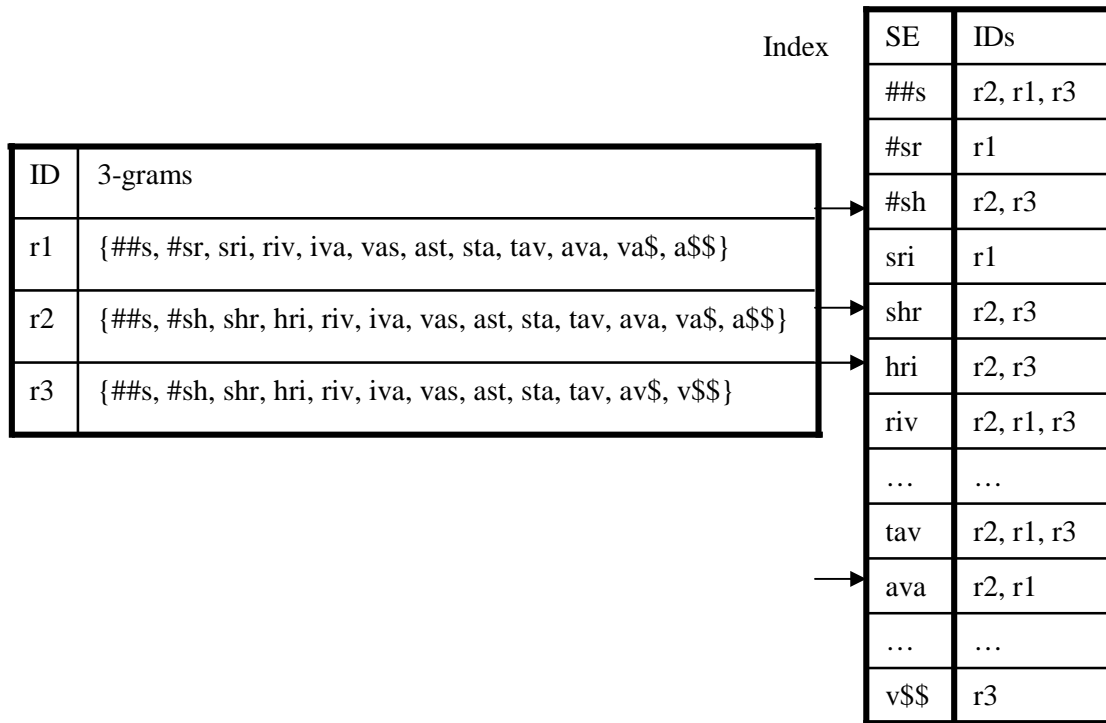 Index
ID 3-grams
r1 {##s, #sr, sri, riv, iva, vas, ast, sta, tav, ava, va$, a$$}
r2 {##s, #sh, shr, hri, riv, iva, vas, ast, sta, tav, ava, va$, a$$}
r3 {##s, #sh, shr, hri, riv, iva, vas, ast, sta, tav, av$, v$$}
SE IDs
##s r2, r1, r3
#sr r1
#sh r2, r3
sri r1
shr r2, r3
hri r2, r3
riv r2, r1, r3
… …
tav r2, r1, r3
ava r2, r1
… …
v$$ r3